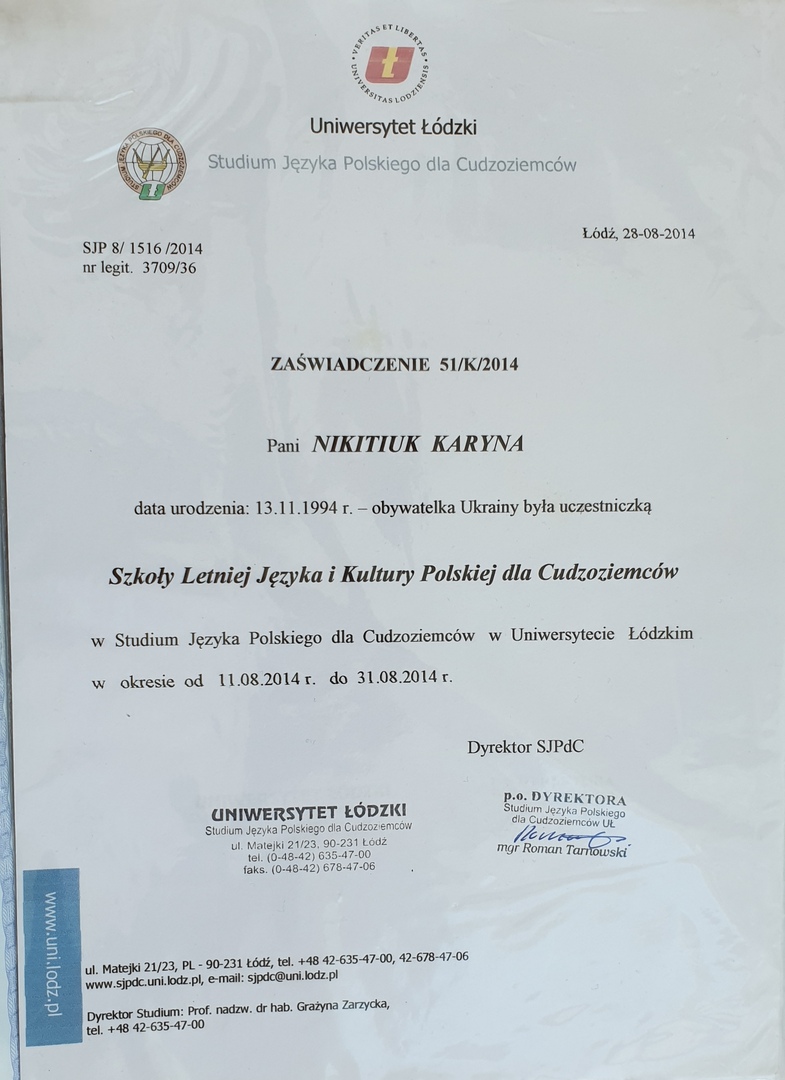 VERITAS ET LIBERTAS
UNIVERSITAS LODZIENSIS
Uniwersytet Łódzki
STUDIUM JĘZYKA POLSKIEGO DLA CUDZOZIEMCÓW
Studium Języka Polskiego dla Cudzoziemców
Łódź, 28-08-2014
SJP 8/ 1516 /2014
nr legit. 3709/36
ZAŚWIADCZENIE 51/K/2014
Pani NIKITIUK KARYNA
data urodzenia: 13.11.1994 r. – obywatelka Ukrainy była uczestniczką
Szkoły Letniej Języka i Kultury Polskiej dla Cudzoziemców
w Studium Języka Polskiego dla Cudzoziemców w Uniwersytecie Łódzkim
w okresie od 11.08.2014 r. do 31.08.2014 r.
Dyrektor SJPdC
UNIWERSYTET ŁÓDZKI
Studium Języka Polskiego dla Cudzoziemców
ul. Matejki 21/23, 90-231 Łódź
tel. (0-48-42) 635-47-00
faks. (0-48-42) 678-47-06
p.o. DYREKTORA
Studium Języka Polskiego
dla Cudzoziemców UŁ
mgr Roman Tarnowski
www.uni.lodz.pl
ul. Matejki 21/23, PL - 90-231 Łódź, tel. +48 42-635-47-00, 42-678-47-06
www.sjpdc.uni.lodz.pl, e-mail: sjpdc@uni.lodz.pl
Dyrektor Studium: Prof. nadzw. dr hab. Grażyna Zarzycka,
tel. +48 42-635-47-00